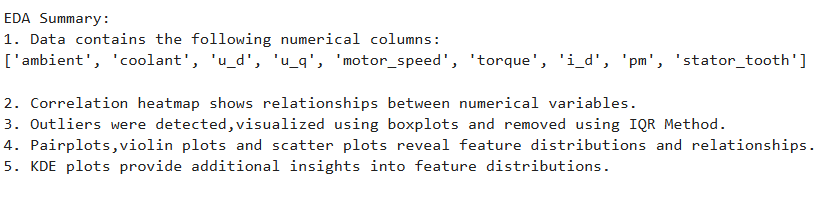 EDA Summary:
1. Data contains the following numerical columns:
['ambient', 'coolant', 'u_d', 'u_q', 'motor_speed', 'torque', 'i_d', 'pm', 'stator_tooth']
2. Correlation heatmap shows relationships between numerical variables.
3. Outliers were detected,visualized using boxplots and removed using IQR Method.
4. Pairplots,violin plots and scatter plots reveal feature distributions and relationships.
5. KDE plots provide additional insights into feature distributions.